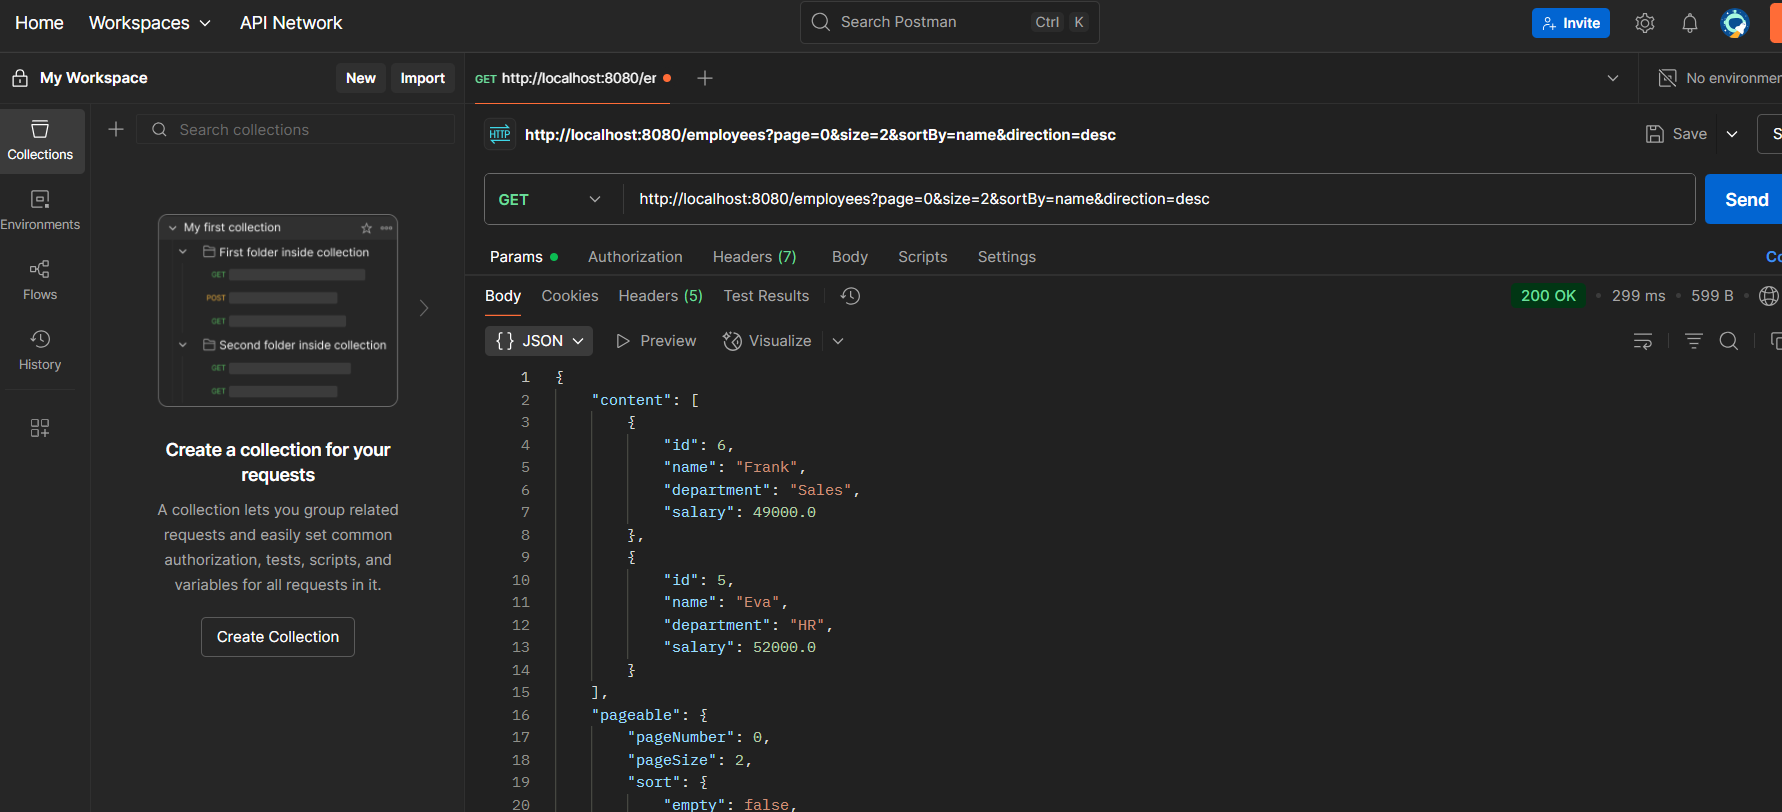 Home Workspaces API Network Search Postman Ctrl K Invite
My Workspace New Import GET http://localhost:8080/er No environmen
Search collections
Collections
Environments
Flows
History
My first collection
First folder inside collection
GET
POST
GET
Second folder inside collection
GET
GET
Create a collection for your
requests
A collection lets you group related
requests and easily set common
authorization, tests, scripts, and
variables for all requests in it.
Create Collection
HTTP http://localhost:8080/employees?page=0&size=2&sortBy=name&direction=desc Save S
GET http://localhost:8080/employees?page=0&size=2&sortBy=name&direction=desc Send
Params Authorization Headers (7) Body Scripts Settings Co
Body Cookies Headers (5) Test Results 200 OK 299 ms 599 B
{} JSON Preview Visualize
1 {
2 "content": [
3 {
4 "id": 6,
5 "name": "Frank",
6 "department": "Sales",
7 "salary": 49000.0
8 },
9 {
10 "id": 5,
11 "name": "Eva",
12 "department": "HR",
13 "salary": 52000.0
14 }
15 ],
16 "pageable": {
17 "pageNumber": 0,
18 "pageSize": 2,
19 "sort": {
20 "empty": false,